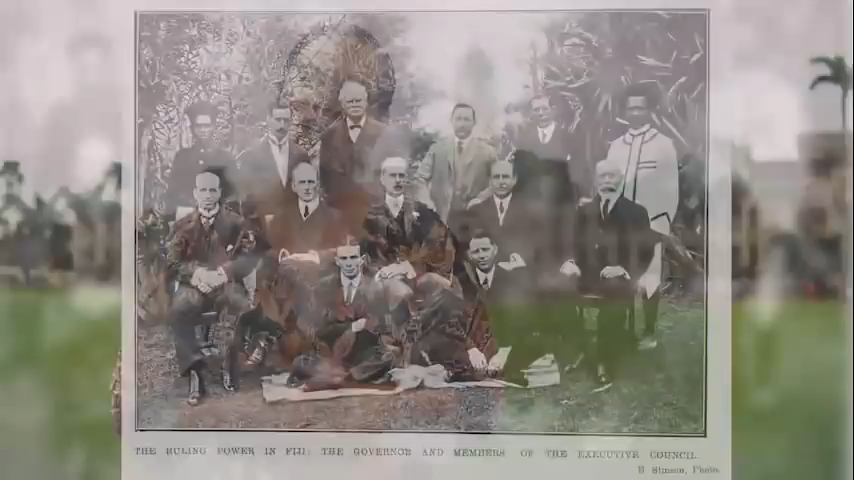 THE RULING POWER IN FIJI: THE GOVERNOR AND MEMBERS OF THE EXECUTIVE COUNCIL.
B Stinson, Photo.